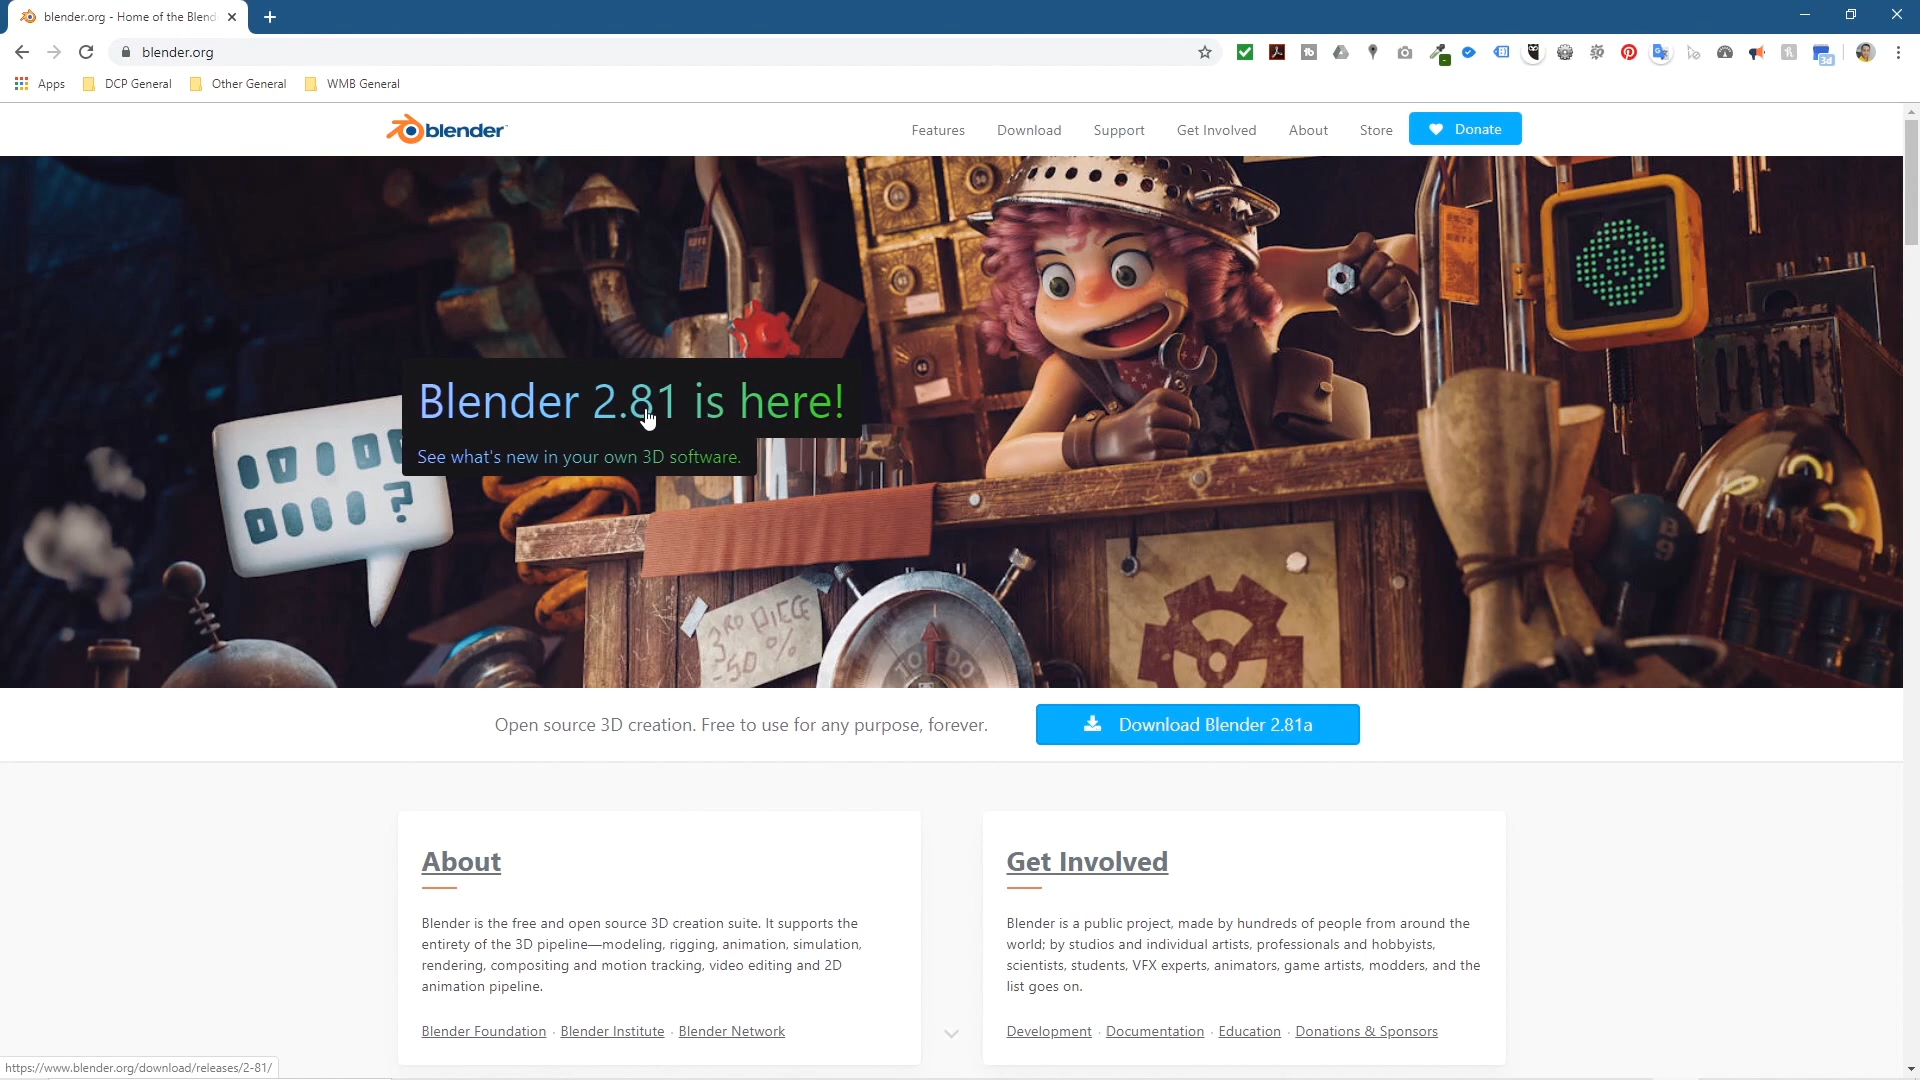 blender.org - Home of the Blend
blender.org
Apps
DCP General
Other General
WMB General
blender
Features
Download
Support
Get Involved
About
Store
Donate
Blender 2.81 is here!
See what's new in your own 3D software.
3RD PIECE
-50%
TOLEDO
Open source 3D creation. Free to use for any purpose, forever.
Download Blender 2.81a
About
Blender is the free and open source 3D creation suite. It supports the
entirety of the 3D pipeline—modeling, rigging, animation, simulation,
rendering, compositing and motion tracking, video editing and 2D
animation pipeline.
Blender Foundation · Blender Institute · Blender Network
Get Involved
Blender is a public project, made by hundreds of people from around the
world; by studios and individual artists, professionals and hobbyists,
scientists, students, VFX experts, animators, game artists, modders, and the
list goes on.
Development · Documentation · Education · Donations & Sponsors
https://www.blender.org/download/releases/2-81/